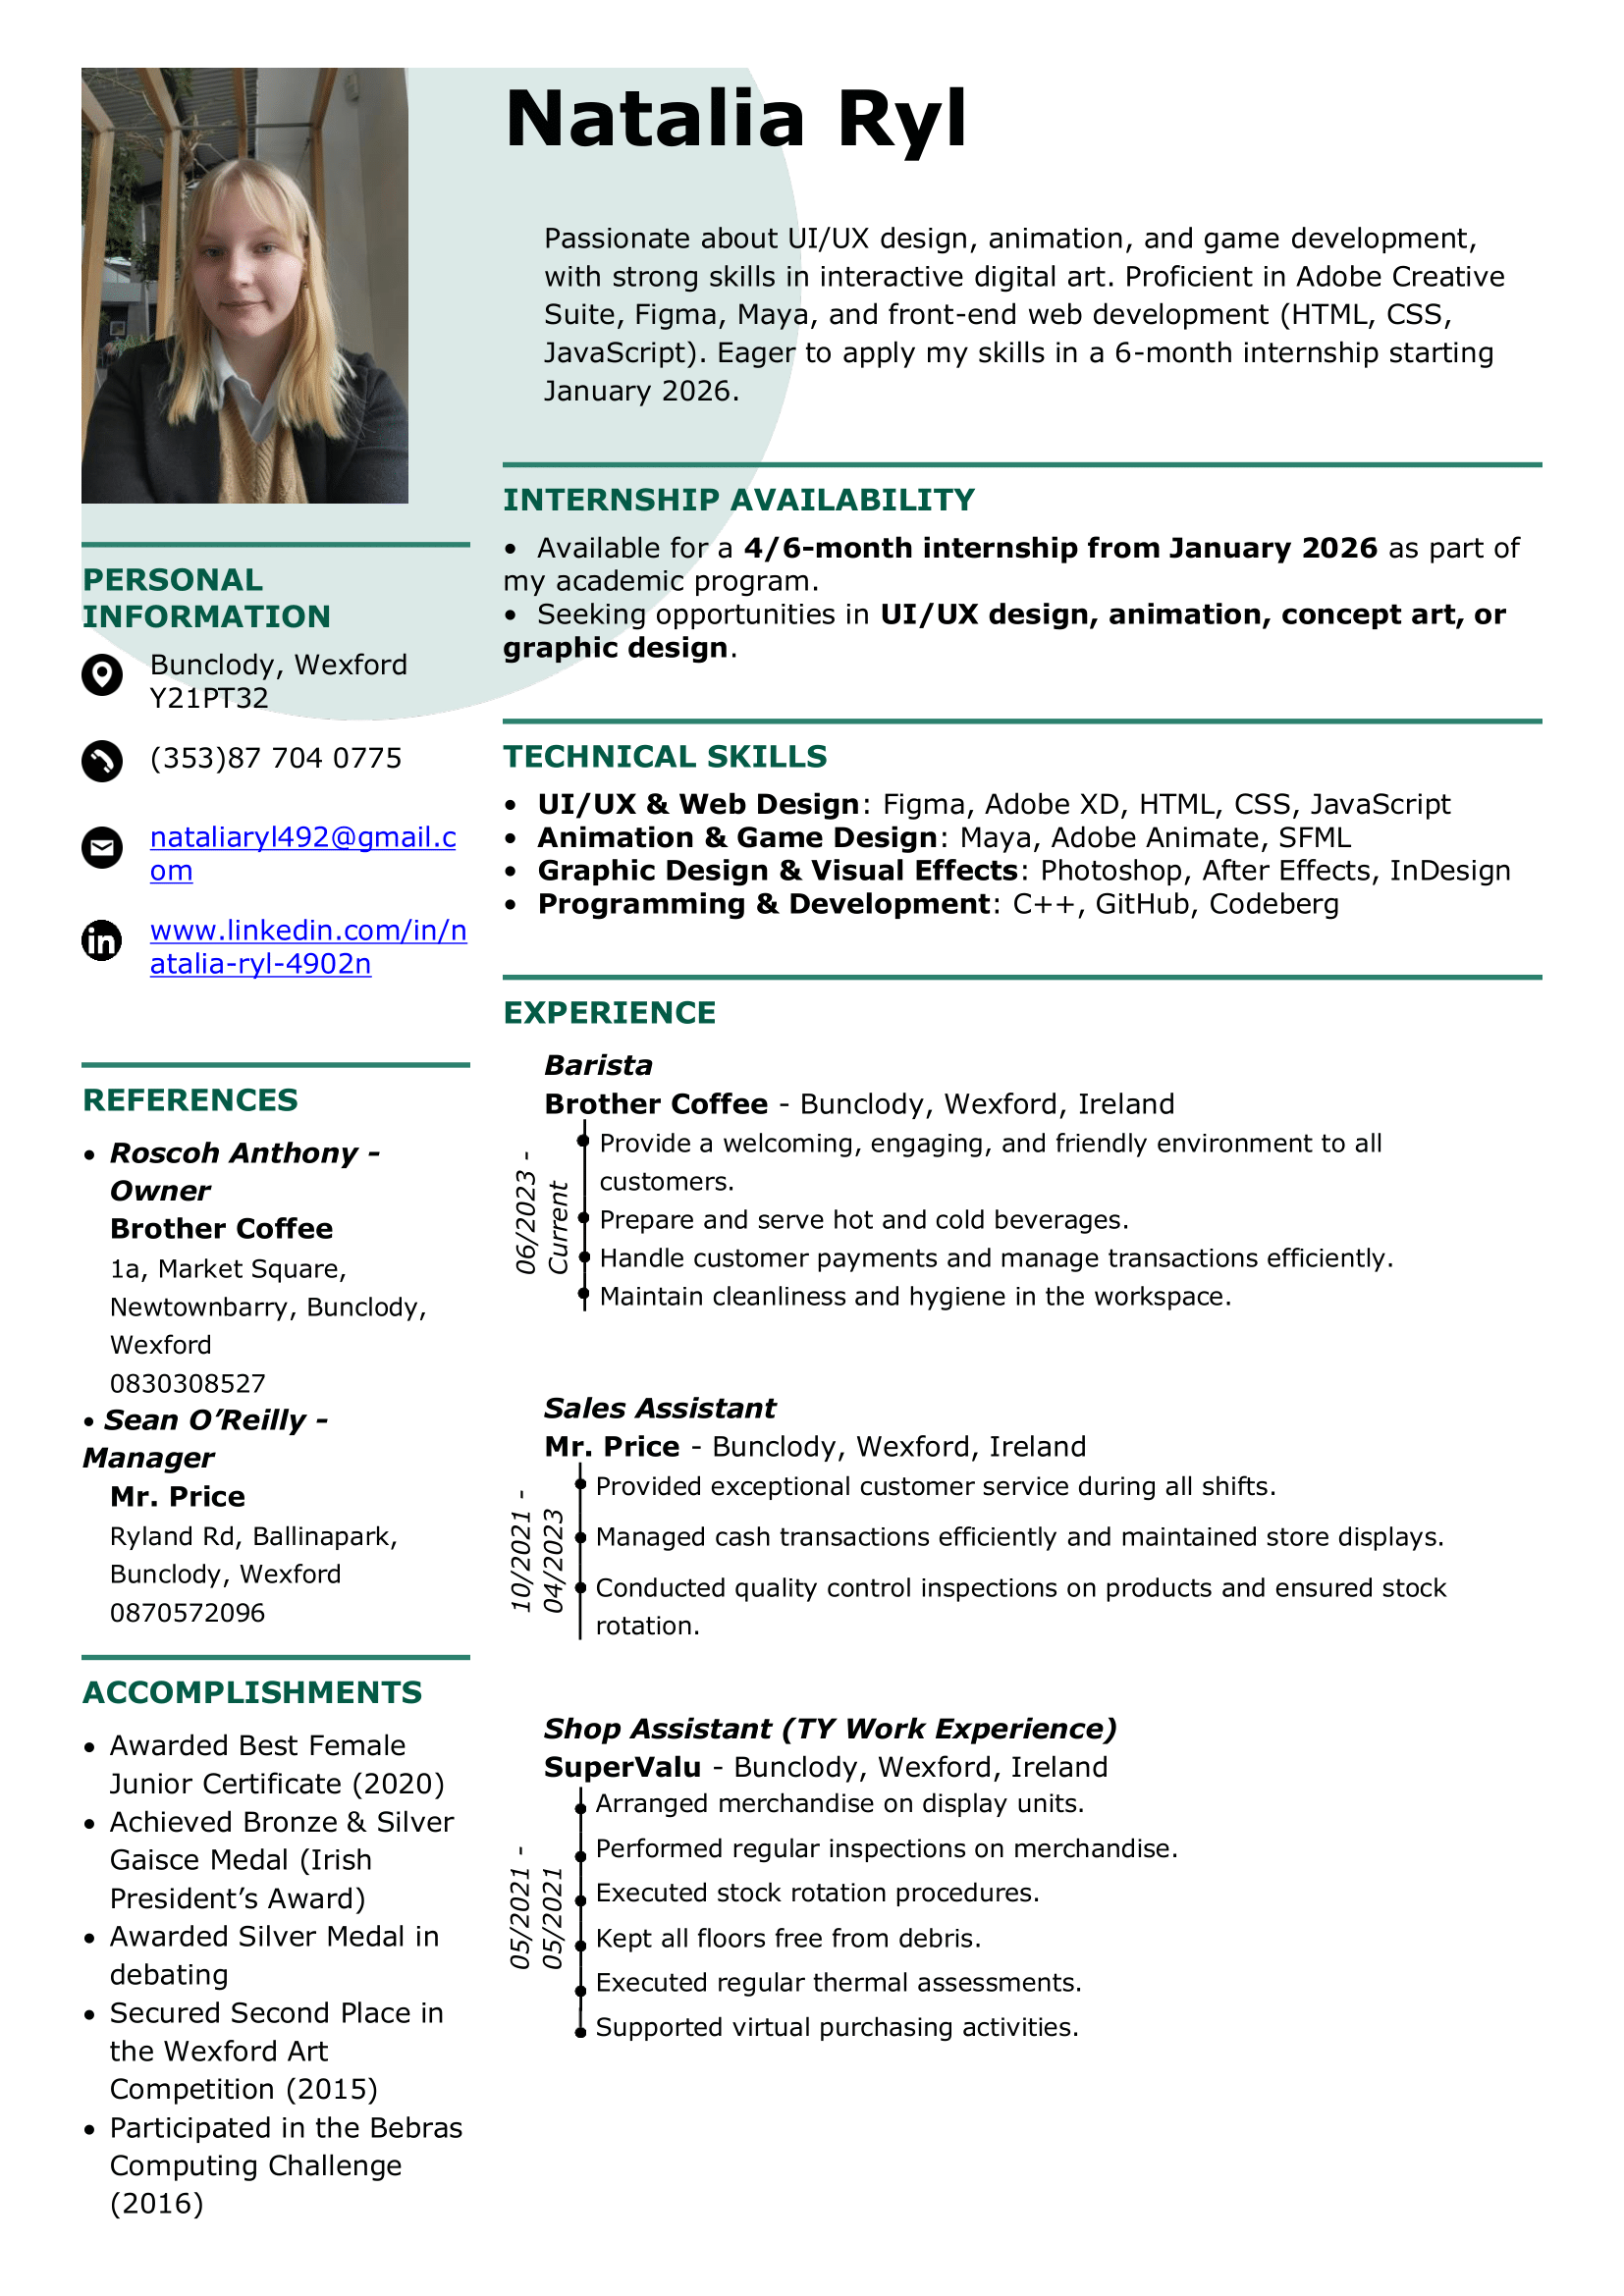 Natalia Ryl
Passionate about UI/UX design, animation, and game development,
with strong skills in interactive digital art. Proficient in Adobe Creative
Suite, Figma, Maya, and front-end web development (HTML, CSS,
JavaScript). Eager to apply my skills in a 6-month internship starting
January 2026.
PERSONAL
INFORMATION
Bunclody, Wexford
Y21PT32
(353)87 704 0775
nataliaryl492@gmail.c
om
in
www.linkedin.com/in/n
atalia-ryl-4902n
REFERENCES
• Roscoh Anthony -
Owner
Brother Coffee
1a, Market Square,
Newtownbarry, Bunclody,
Wexford
0830308527
• Sean O’Reilly -
Manager
Mr. Price
Ryland Rd, Ballinapark,
Bunclody, Wexford
0870572096
ACCOMPLISHMENTS
• Awarded Best Female
Junior Certificate (2020)
• Achieved Bronze & Silver
Gaisce Medal (Irish
President’s Award)
• Awarded Silver Medal in
debating
• Secured Second Place in
the Wexford Art
Competition (2015)
• Participated in the Bebras
Computing Challenge
(2016)
INTERNSHIP AVAILABILITY
• Available for a 4/6-month internship from January 2026 as part of
my academic program.
• Seeking opportunities in UI/UX design, animation, concept art, or
graphic design.
TECHNICAL SKILLS
• UI/UX & Web Design: Figma, Adobe XD, HTML, CSS, JavaScript
• Animation & Game Design: Maya, Adobe Animate, SFML
• Graphic Design & Visual Effects: Photoshop, After Effects, InDesign
• Programming & Development: C++, GitHub, Codeberg
EXPERIENCE
Barista
Brother Coffee - Bunclody, Wexford, Ireland
06/2023 -
Current
• Provide a welcoming, engaging, and friendly environment to all
customers.
• Prepare and serve hot and cold beverages.
• Handle customer payments and manage transactions efficiently.
• Maintain cleanliness and hygiene in the workspace.
Sales Assistant
Mr. Price - Bunclody, Wexford, Ireland
10/2021 -
04/2023
• Provided exceptional customer service during all shifts.
• Managed cash transactions efficiently and maintained store displays.
• Conducted quality control inspections on products and ensured stock
rotation.
Shop Assistant (TY Work Experience)
SuperValu - Bunclody, Wexford, Ireland
05/2021 -
05/2021
• Arranged merchandise on display units.
• Performed regular inspections on merchandise.
• Executed stock rotation procedures.
• Kept all floors free from debris.
• Executed regular thermal assessments.
• Supported virtual purchasing activities.